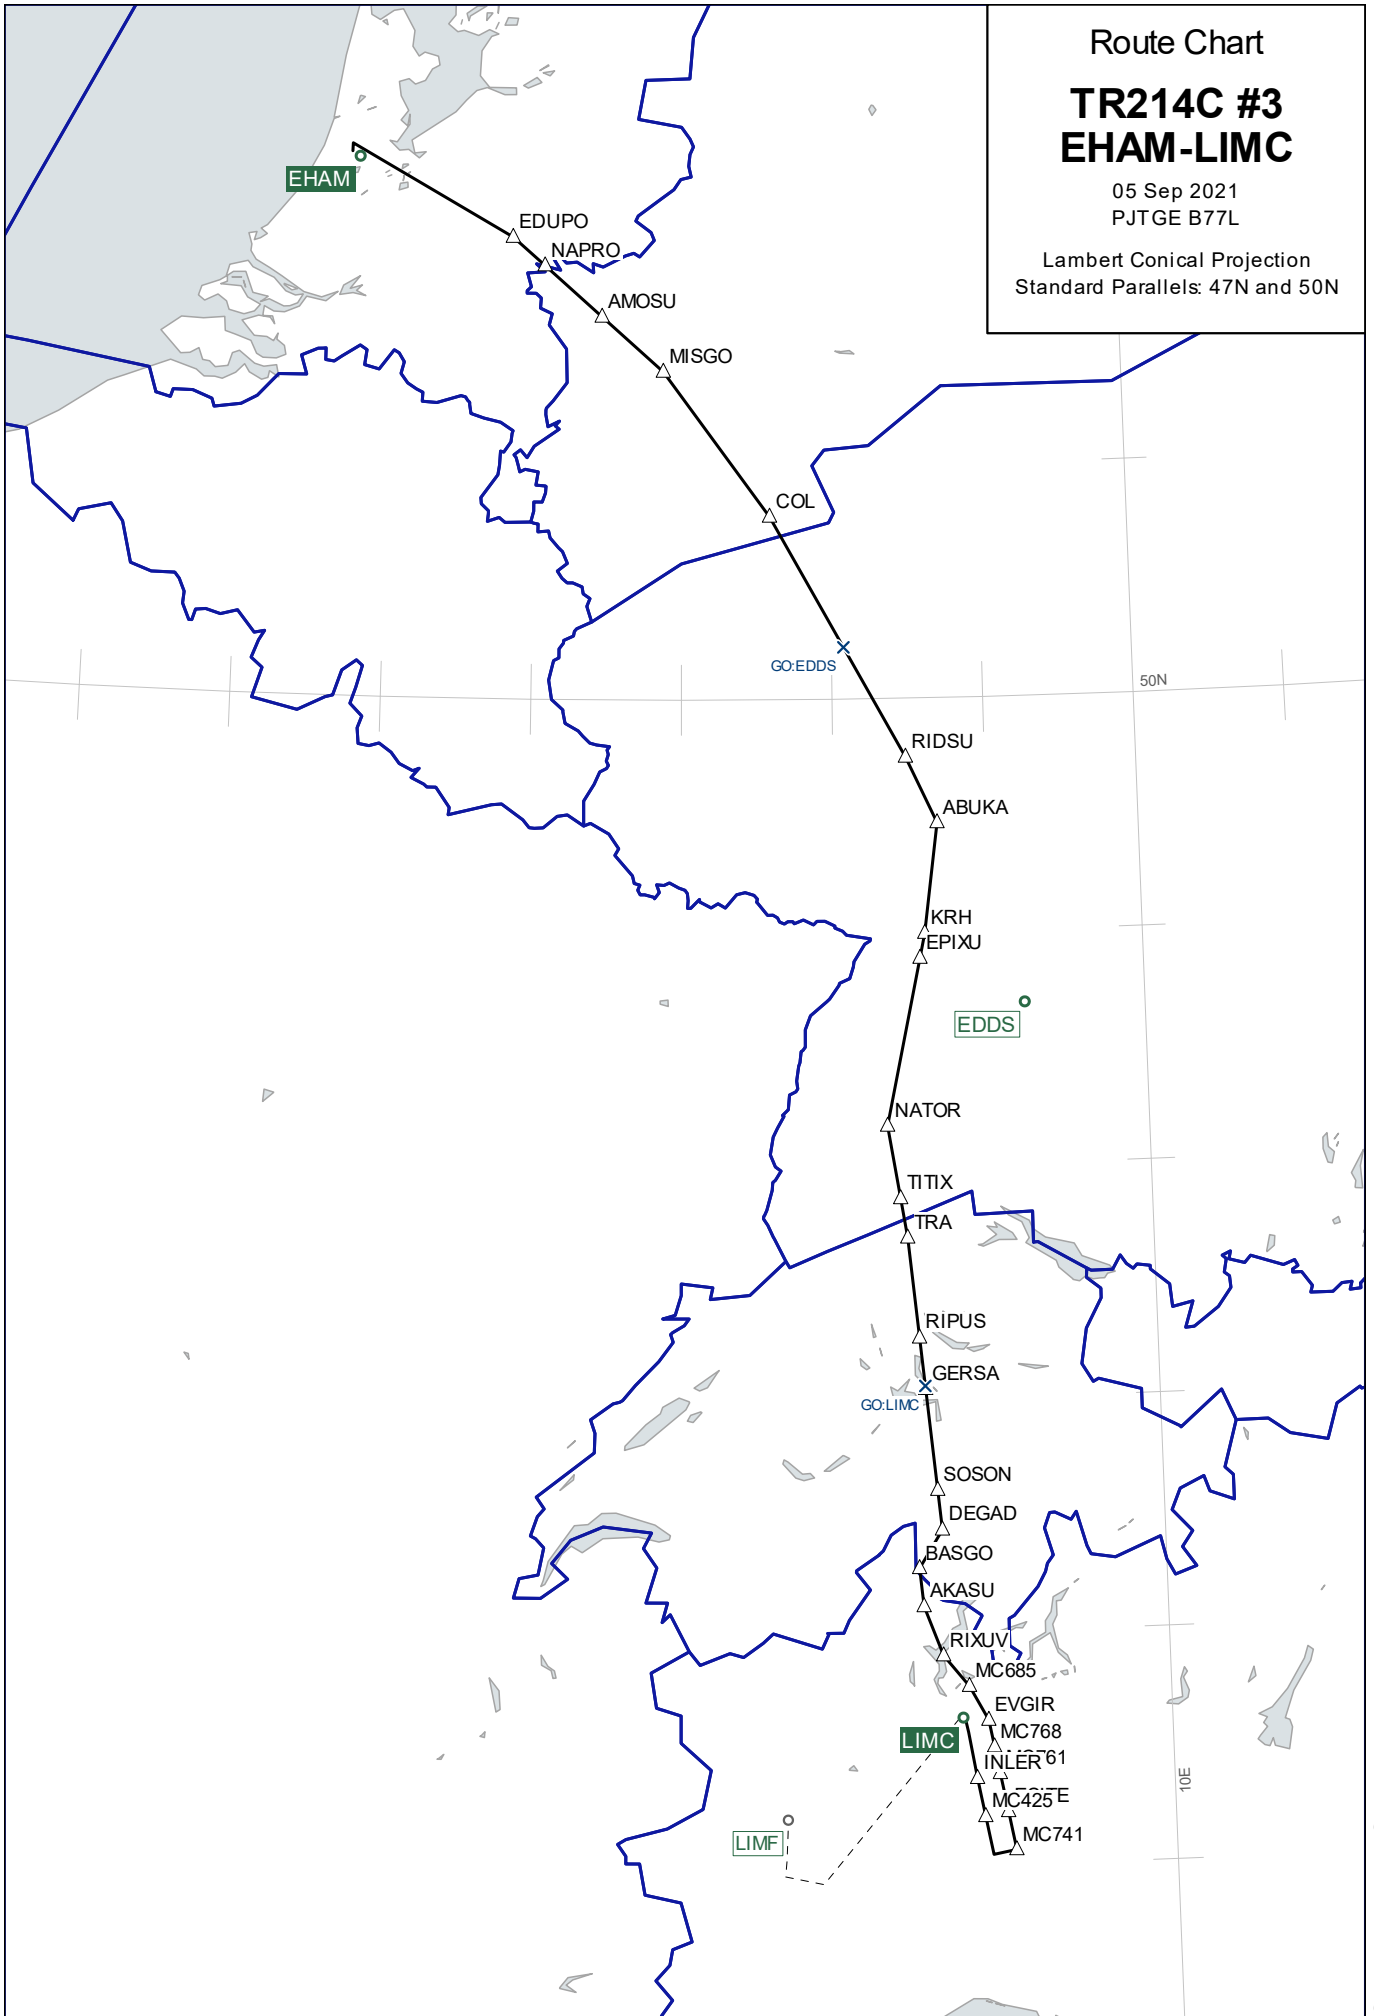 Route Chart
TR214C #3
EHAM-LIMC
05 Sep 2021
PJTGE B77L
Lambert Conical Projection
Standard Parallels: 47N and 50N
EHAM
EDUPO
NAPRO
AMOSU
MISGO
COL
GO:EDDS
50N
RIDSU
ABUKA
KRH
EPIXU
EDDS
NATOR
TITIX
TRA
RIPUS
GERSA
GO:LIMC
SOSON
DEGAD
BASGO
AKASU
RIXUV
MC685
EVGIR
MC768
LIMC
INLER
MC425
MC741
LIMF
10E